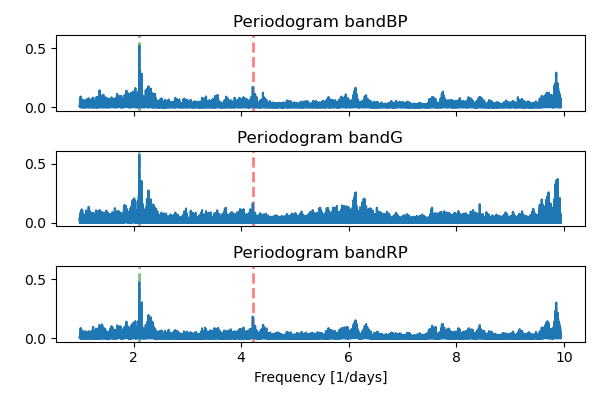 Periodogram bandBP
0.5
0.0
Periodogram bandG
0.5
0.0
Periodogram bandRP
0.5
0.0
2 4 6 8 10
Frequency [1/days]